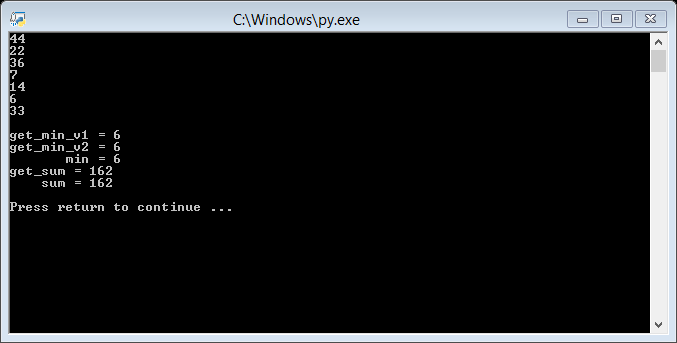 C:\Windows\py.exe
44
22
36
7
14
6
33
get_min_v1 = 6
get_min_v2 = 6
min = 6
get_sum = 162
sum = 162
Press return to continue ...